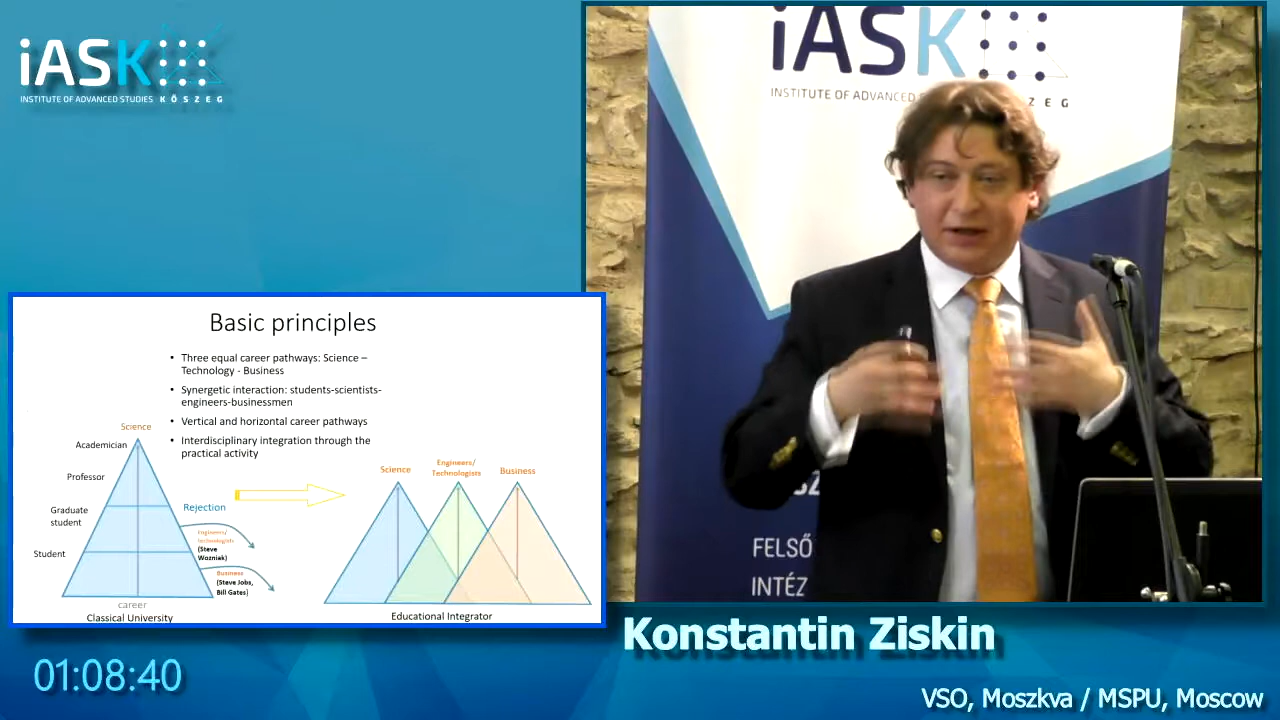 iASK
INSTITUTE OF ADVANCED STUDIES KŐSZEG
iASK
INSTITUTE OF ADVANCED
Z E G
FELSŐ
INTÉZ
Basic principles
• Three equal career pathways: Science –
Technology - Business
• Synergetic interaction: students-scientists-
engineers-businessmen
• Vertical and horizontal career pathways
• Interdisciplinary integration through the
practical activity
Science
Academician
Professor
Graduate
student
Student
Rejection
Engineers/
technologists
(Steve
Wozniak)
Business
(Steve Jobs,
Bill Gates)
career
Classical University
Science
Engineers/
Technologists
Business
Educational Integrator
Konstantin Ziskin
01:08:40
VSO, Moszkva / MSPU, Moscow